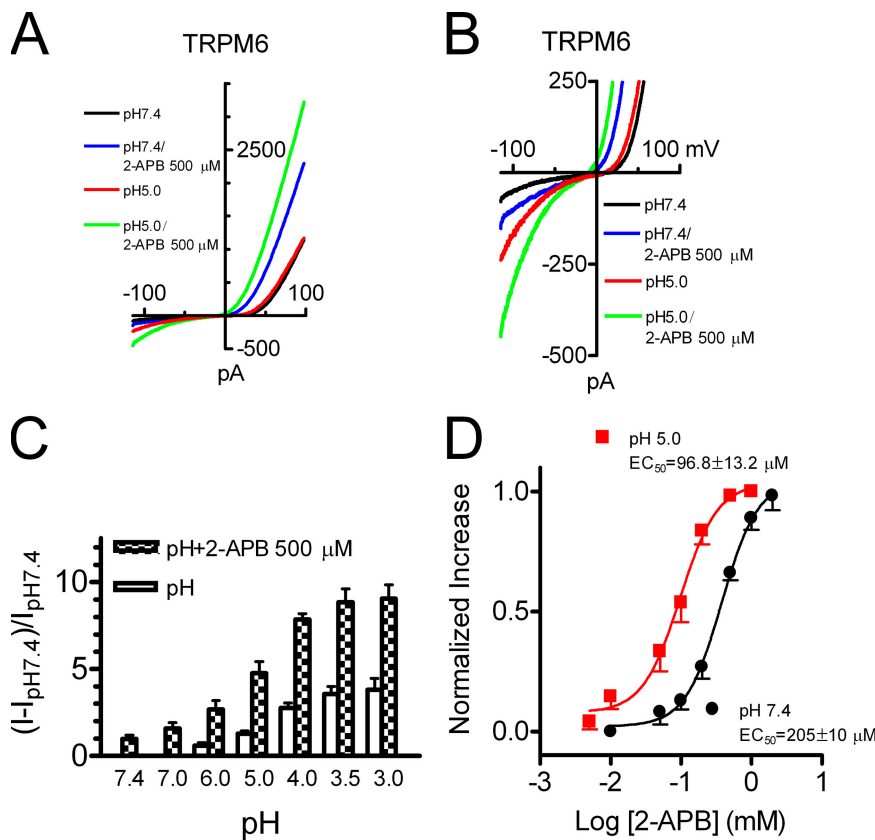 A
TRPM6
pH7.4
pH7.4/
2-APB 500 μM
pH5.0
pH5.0/
2-APB 500 μM
2500
-100
100
-500
pA
B
TRPM6
250
-100
100 mV
pH7.4
pH7.4/
2-APB 500 μM
pH5.0
pH5.0/
2-APB 500 μM
-250
-500
pA
C
pH+2-APB 500 μM
pH
(I-IpH7.4)/IpH7.4
10
5
0
7.4 7.0 6.0 5.0 4.0 3.5 3.0
pH
D
pH 5.0
EC50=96.8±13.2 μM
Normalized Increase
1.0
0.5
0.0
pH 7.4
EC50=205±10 μM
-3 -2 -1 0 1
Log [2-APB] (mM)